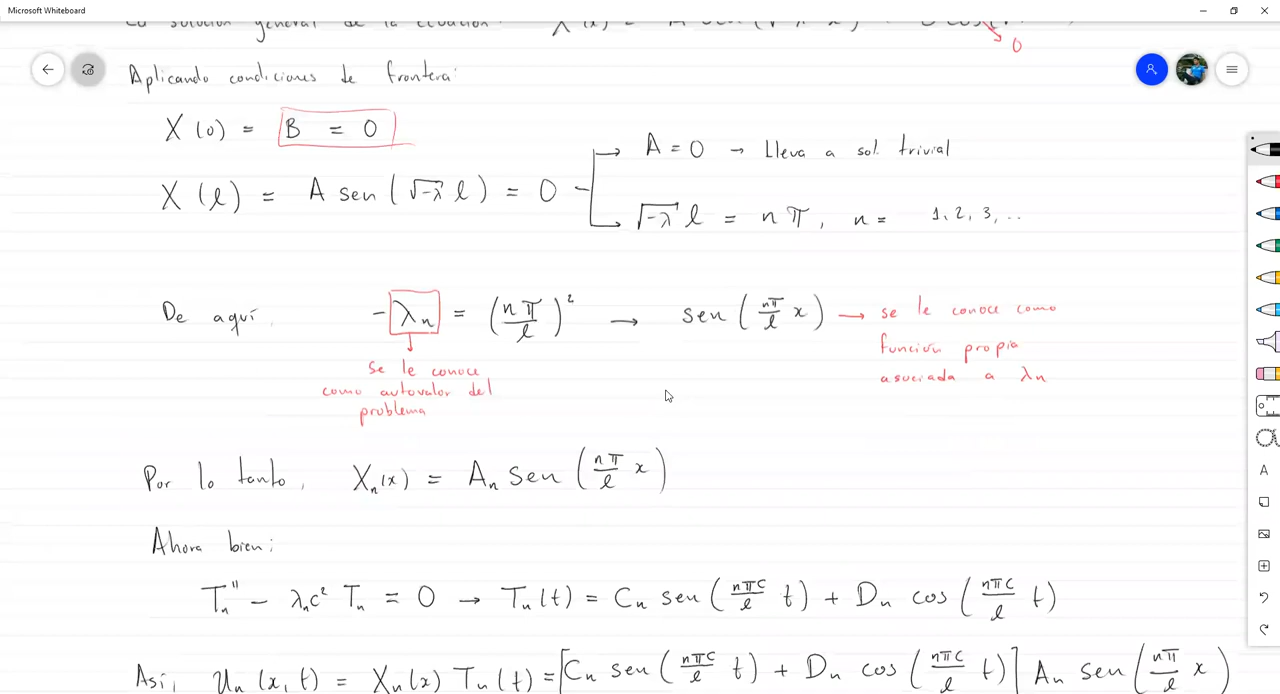 Microsoft Whiteboard
solución general de la ecuación
0
Aplicando condiciones de frontera:
X(0) = B = 0
A = 0 → Lleva a sol. trivial
X(l) = A sen(√-λ l) = 0
√-λ l = nπ, n = 1, 2, 3, ...
De aquí, -λn = (nπ/l)² → sen(nπ/l x) → se le conoce como
función propia
asociada a λn
Se le conoce
como autovalor del
problema
Por lo tanto, Xn(x) = An sen(nπ/l x)
Ahora bien:
Tn'' - λnc² Tn = 0 → Tn(t) = Cn sen(nπc/l t) + Dn cos(nπc/l t)
Así, Un(x, t) = Xn(x) Tn(t) = [Cn sen(nπc/l t) + Dn cos(nπc/l t)] An sen(nπ/l x)
A